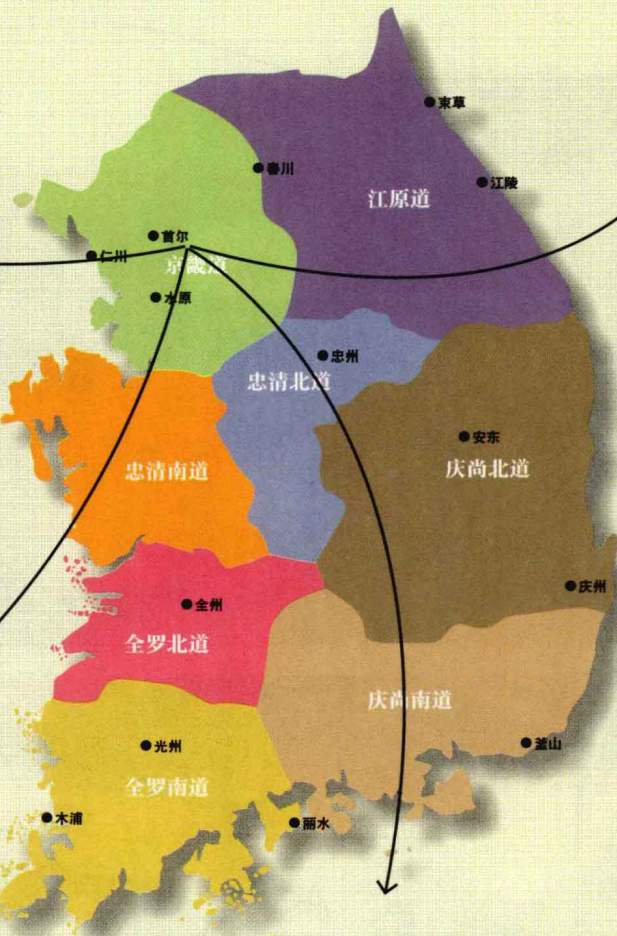 束草
春川
江陵
江原道
首尔
仁川
京畿道
水原
忠州
忠清北道
安东
忠清南道
庆尚北道
庆州
全州
全罗北道
庆尚南道
釜山
光州
全罗南道
木浦
丽水